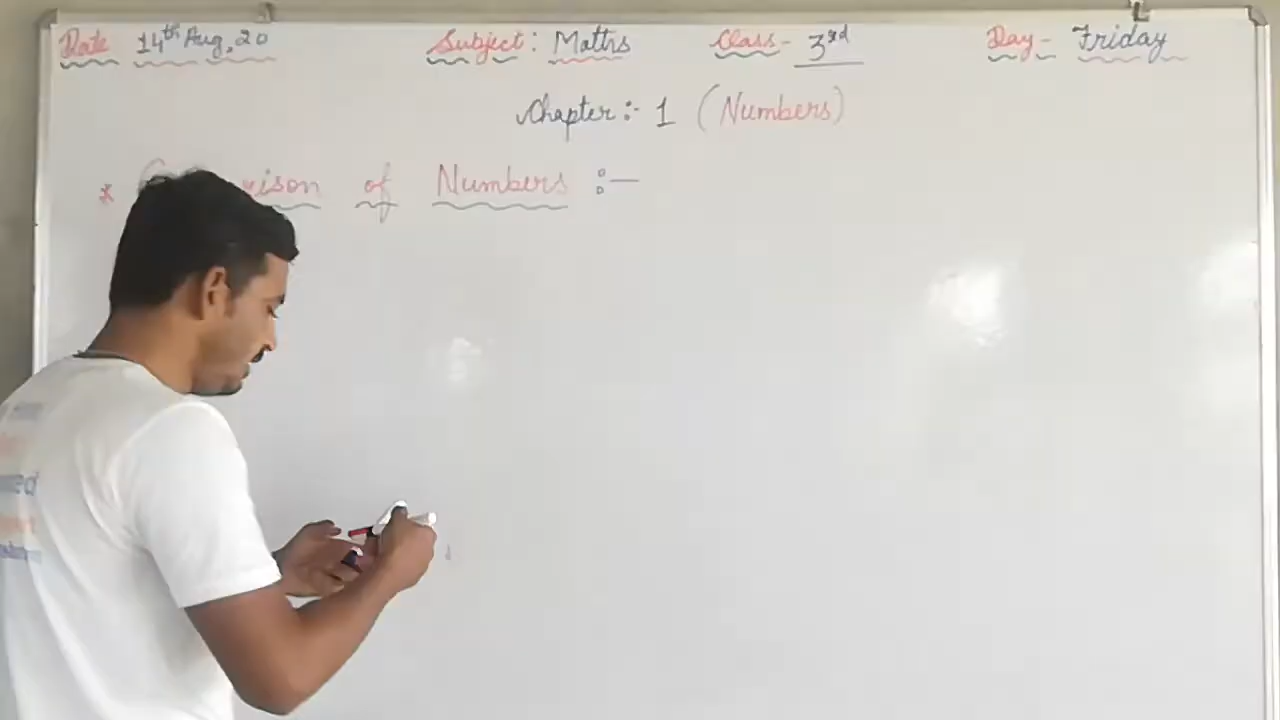 Date 14th Aug, 20 Subject: Maths Class- 3rd Day- Friday
Chapter:- 1 (Numbers)
* of Numbers :-